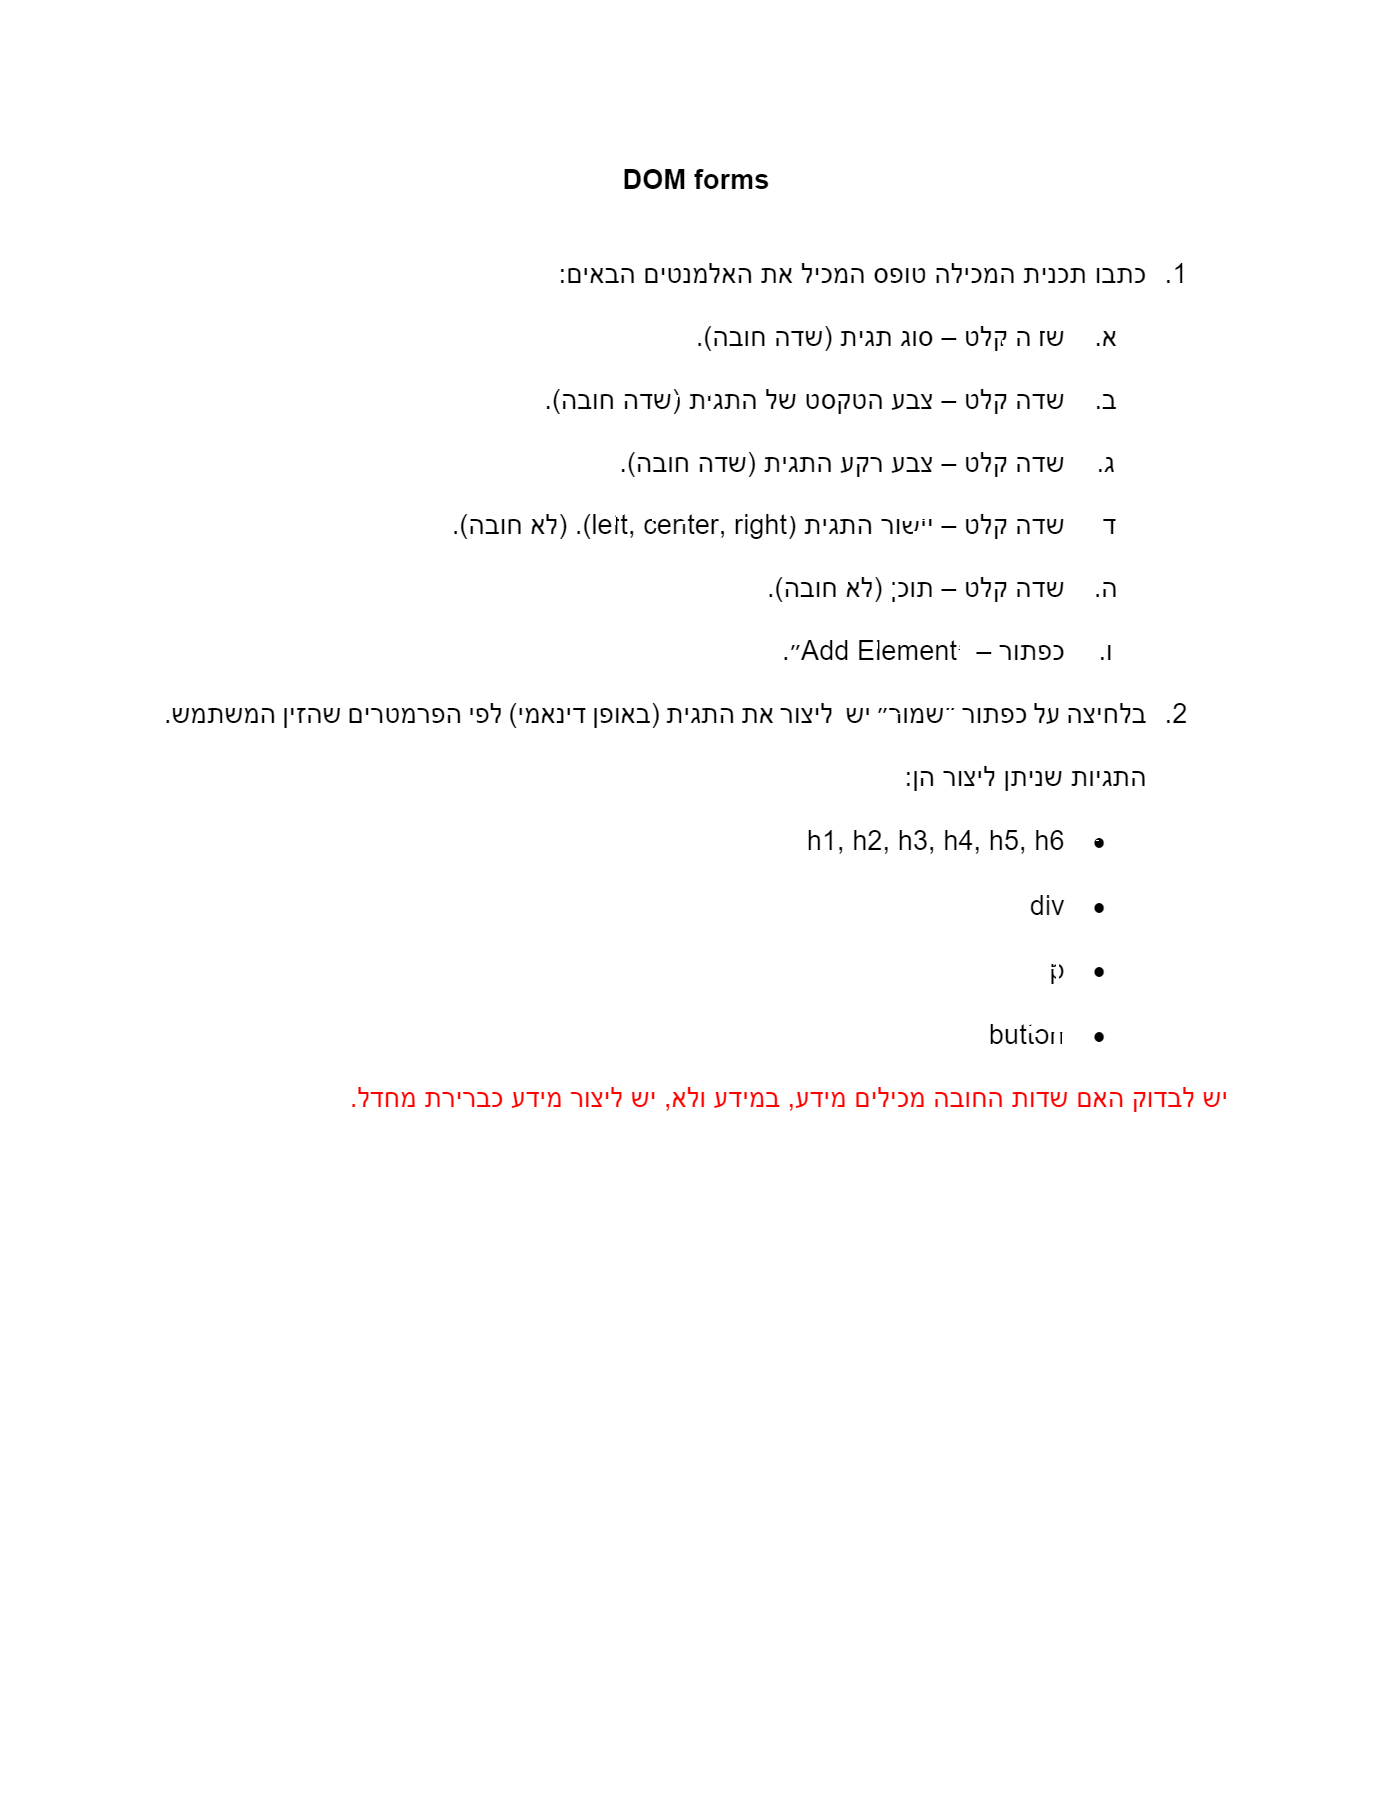 DOM forms
1. כתבו תכנית המכילה טופס המכיל את האלמנטים הבאים:
א. קלט – סוג תגית (שדה חובה).
ב. שדה קלט – צבע הטקסט של התגית (שדה חובה).
ג. שדה קלט – צבע רקע התגית (שדה חובה).
ד שדה קלט – יישור התגית (left, center, right). (לא חובה).
ה. שדה קלט – תוכן (לא חובה).
ו. כפתור – Add Element״.
2. בלחיצה על כפתור ״שמור״ יש ליצור את התגית (באופן דינאמי) לפי הפרמטרים שהזין המשתמש.
התגיות שניתן ליצור הן:
• h1, h2, h3, h4, h5, h6
• div
• p
• button
יש לבדוק האם שדות החובה מכילים מידע, במידע ולא, יש ליצור מידע כברירת מחדל.